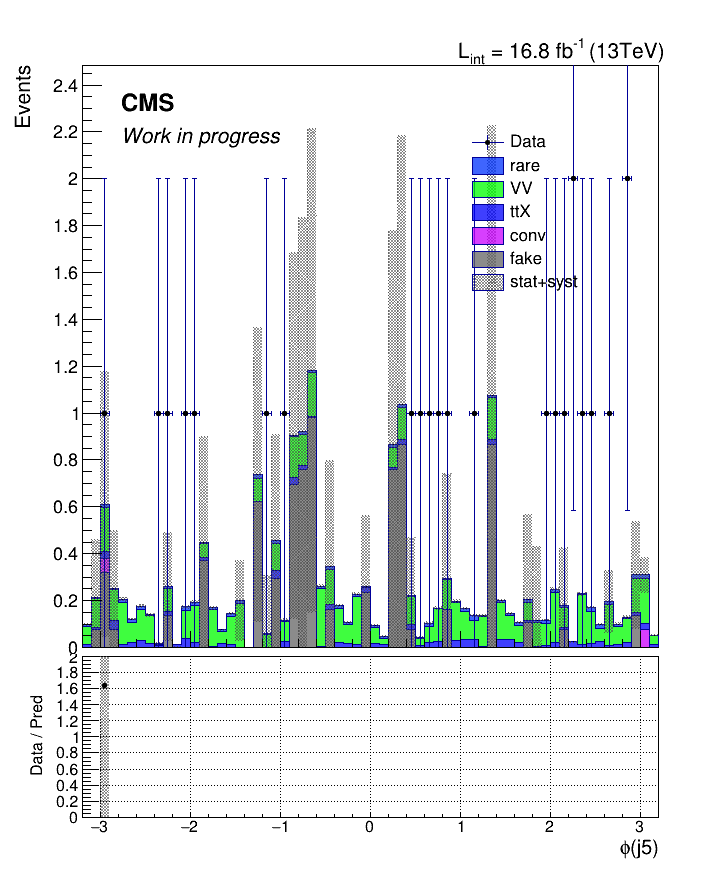 L_int = 16.8 fb^-1 (13TeV)
Events
CMS
Work in progress
Data
rare
VV
ttX
conv
fake
stat+syst
2.4
2.2
2
1.8
1.6
1.4
1.2
1
0.8
0.6
0.4
0.2
0
Data / Pred
2
1.8
1.6
1.4
1.2
1
0.8
0.6
0.4
0.2
0
−3 −2 −1 0 1 2 3
ϕ(j5)